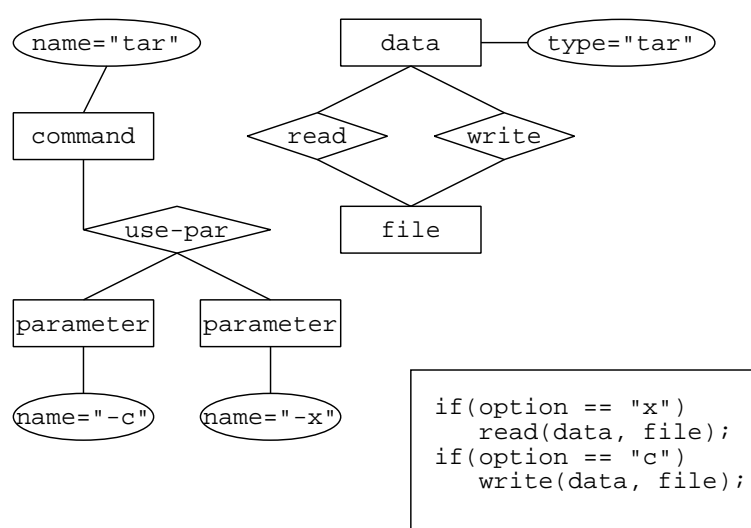 name="tar"
data
type="tar"
command
read
write
use-par
file
parameter
parameter
name="-c"
name="-x"
if(option == "x")
read(data, file);
if(option == "c")
write(data, file);